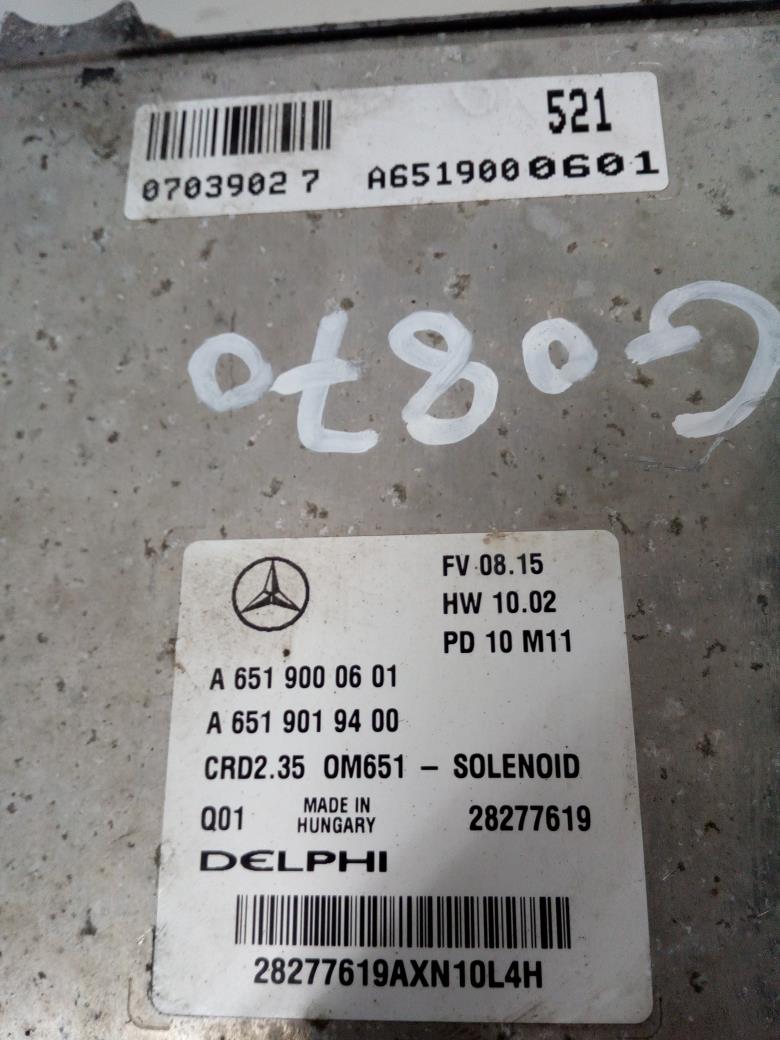 521
07039027 A6519000601
G0870
FV 08.15
HW 10.02
PD 10 M11
A 651 900 06 01
A 651 901 94 00
CRD2.35 OM651 - SOLENOID
Q01 MADE IN HUNGARY 28277619
DELPHI
28277619AXN10L4H